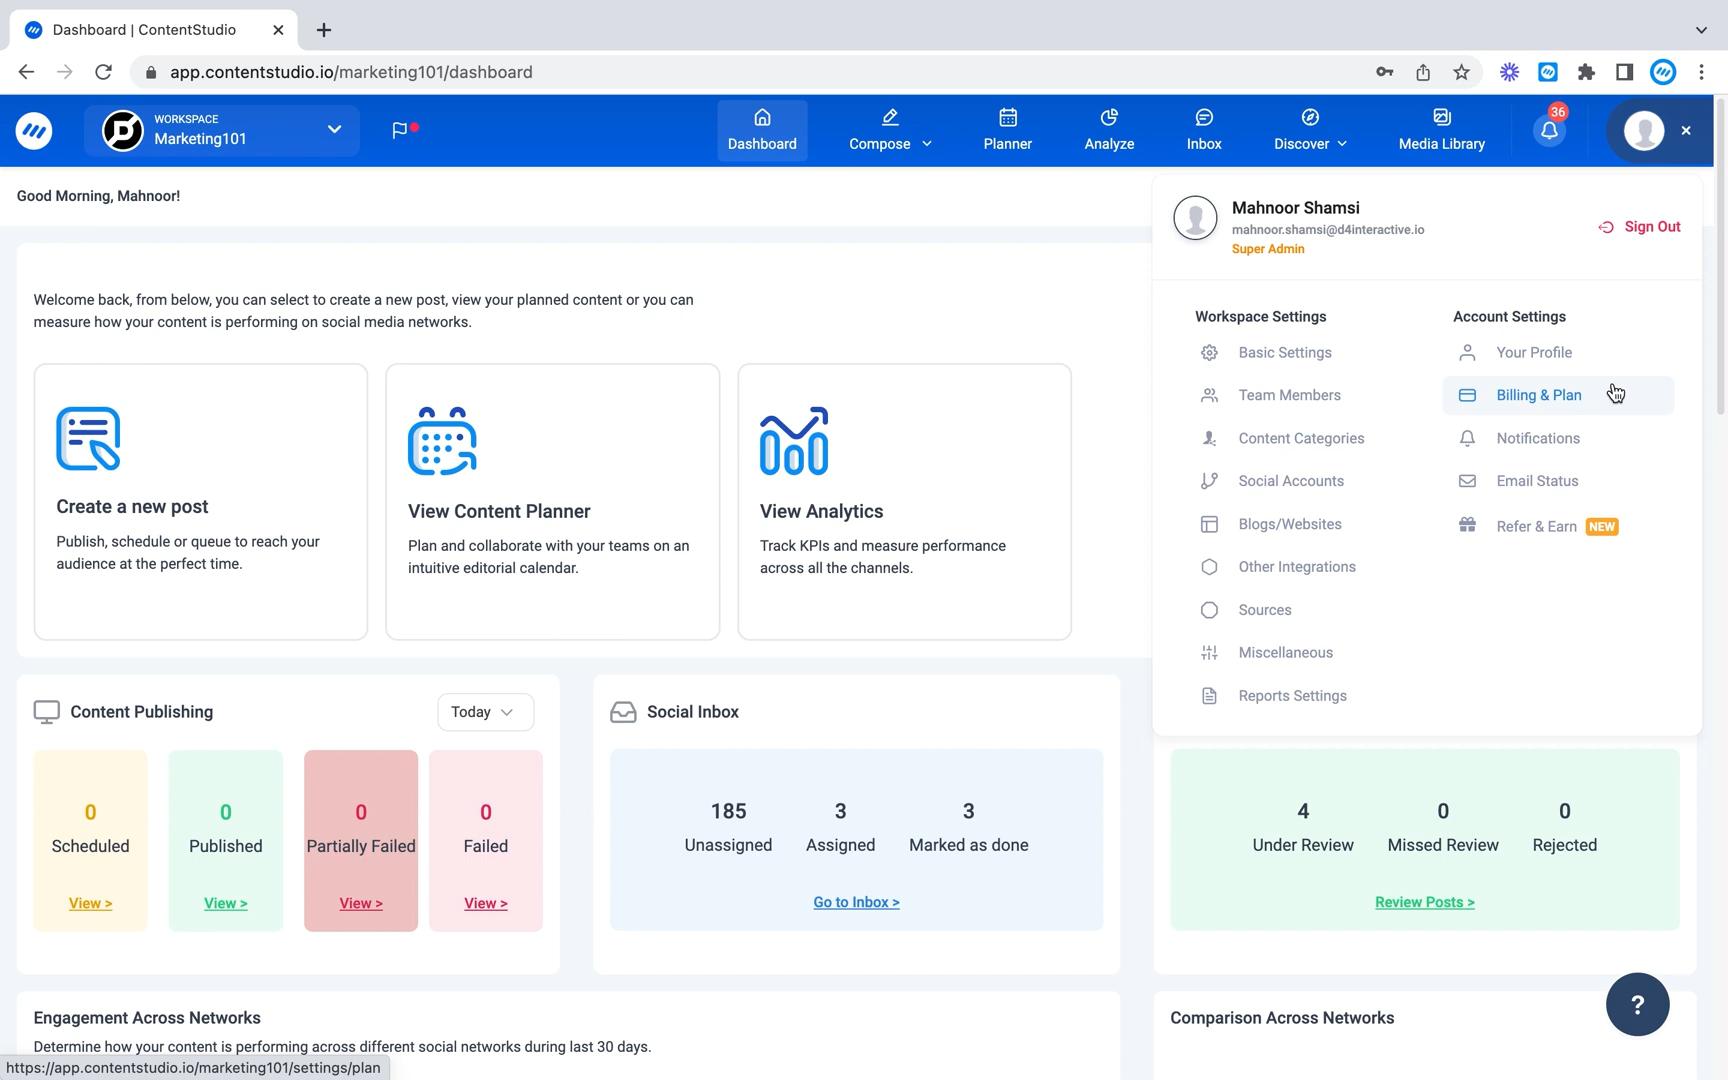 Dashboard | ContentStudio
app.contentstudio.io/marketing101/dashboard
WORKSPACE
Marketing101
Dashboard
Compose
Planner
Analyze
Inbox
Discover
Media Library
36
Good Morning, Mahnoor!
Mahnoor Shamsi
mahnoor.shamsi@d4interactive.io
Super Admin
Sign Out
Welcome back, from below, you can select to create a new post, view your planned content or you can
measure how your content is performing on social media networks.
Create a new post
Publish, schedule or queue to reach your
audience at the perfect time.
View Content Planner
Plan and collaborate with your teams on an
intuitive editorial calendar.
View Analytics
Track KPIs and measure performance
across all the channels.
Workspace Settings
Basic Settings
Team Members
Content Categories
Social Accounts
Blogs/Websites
Other Integrations
Sources
Miscellaneous
Reports Settings
Account Settings
Your Profile
Billing & Plan
Notifications
Email Status
Refer & Earn NEW
Content Publishing
Today
0
Scheduled
View >
0
Published
View >
0
Partially Failed
View >
0
Failed
View >
Social Inbox
185
Unassigned
3
Assigned
3
Marked as done
Go to Inbox >
4
Under Review
0
Missed Review
0
Rejected
Review Posts >
Engagement Across Networks
Determine how your content is performing across different social networks during last 30 days.
Comparison Across Networks
?
https://app.contentstudio.io/marketing101/settings/plan